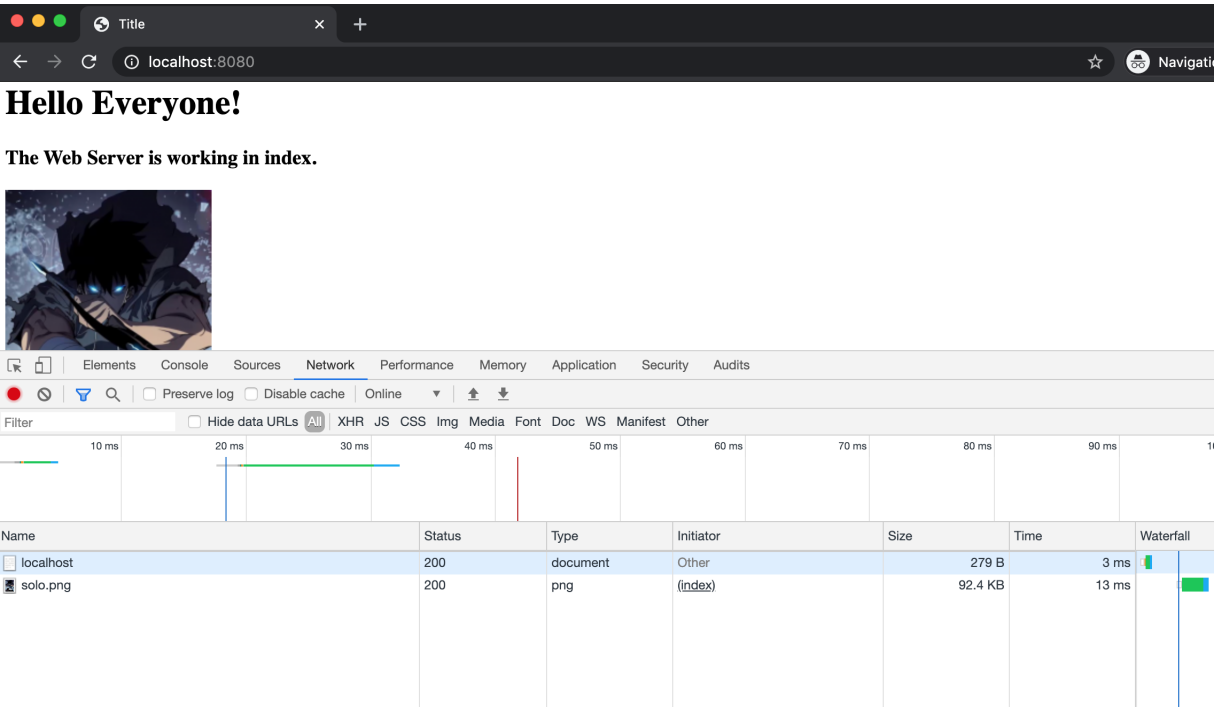 Title
localhost:8080
Hello Everyone!
The Web Server is working in index.
Elements Console Sources Network Performance Memory Application Security Audits
Preserve log Disable cache Online
Filter Hide data URLs All XHR JS CSS Img Media Font Doc WS Manifest Other
10 ms 20 ms 30 ms 40 ms 50 ms 60 ms 70 ms 80 ms 90 ms
Name Status Type Initiator Size Time Waterfall
localhost 200 document Other 279 B 3 ms
solo.png 200 png (index) 92.4 KB 13 ms